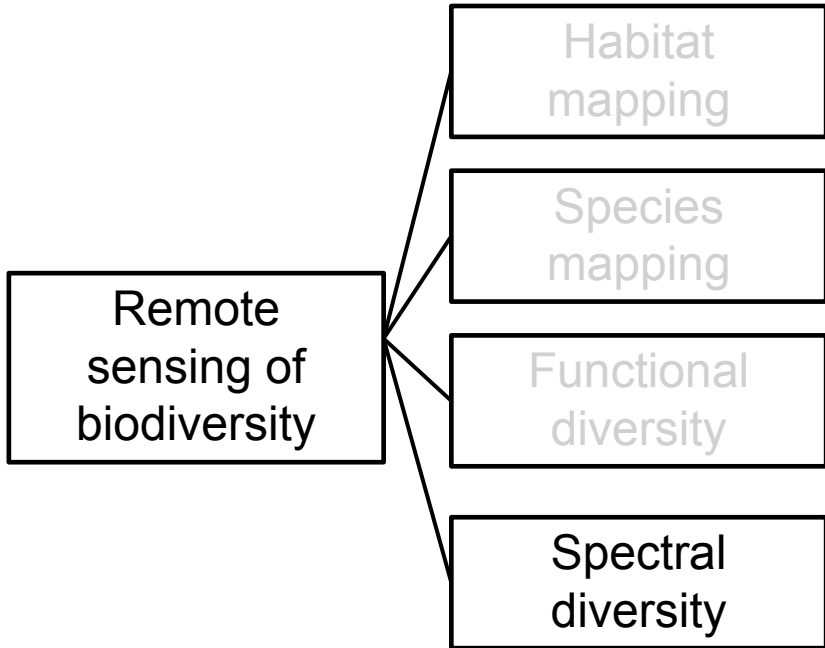 Remote
sensing of
biodiversity
Habitat
mapping
Species
mapping
Functional
diversity
Spectral
diversity